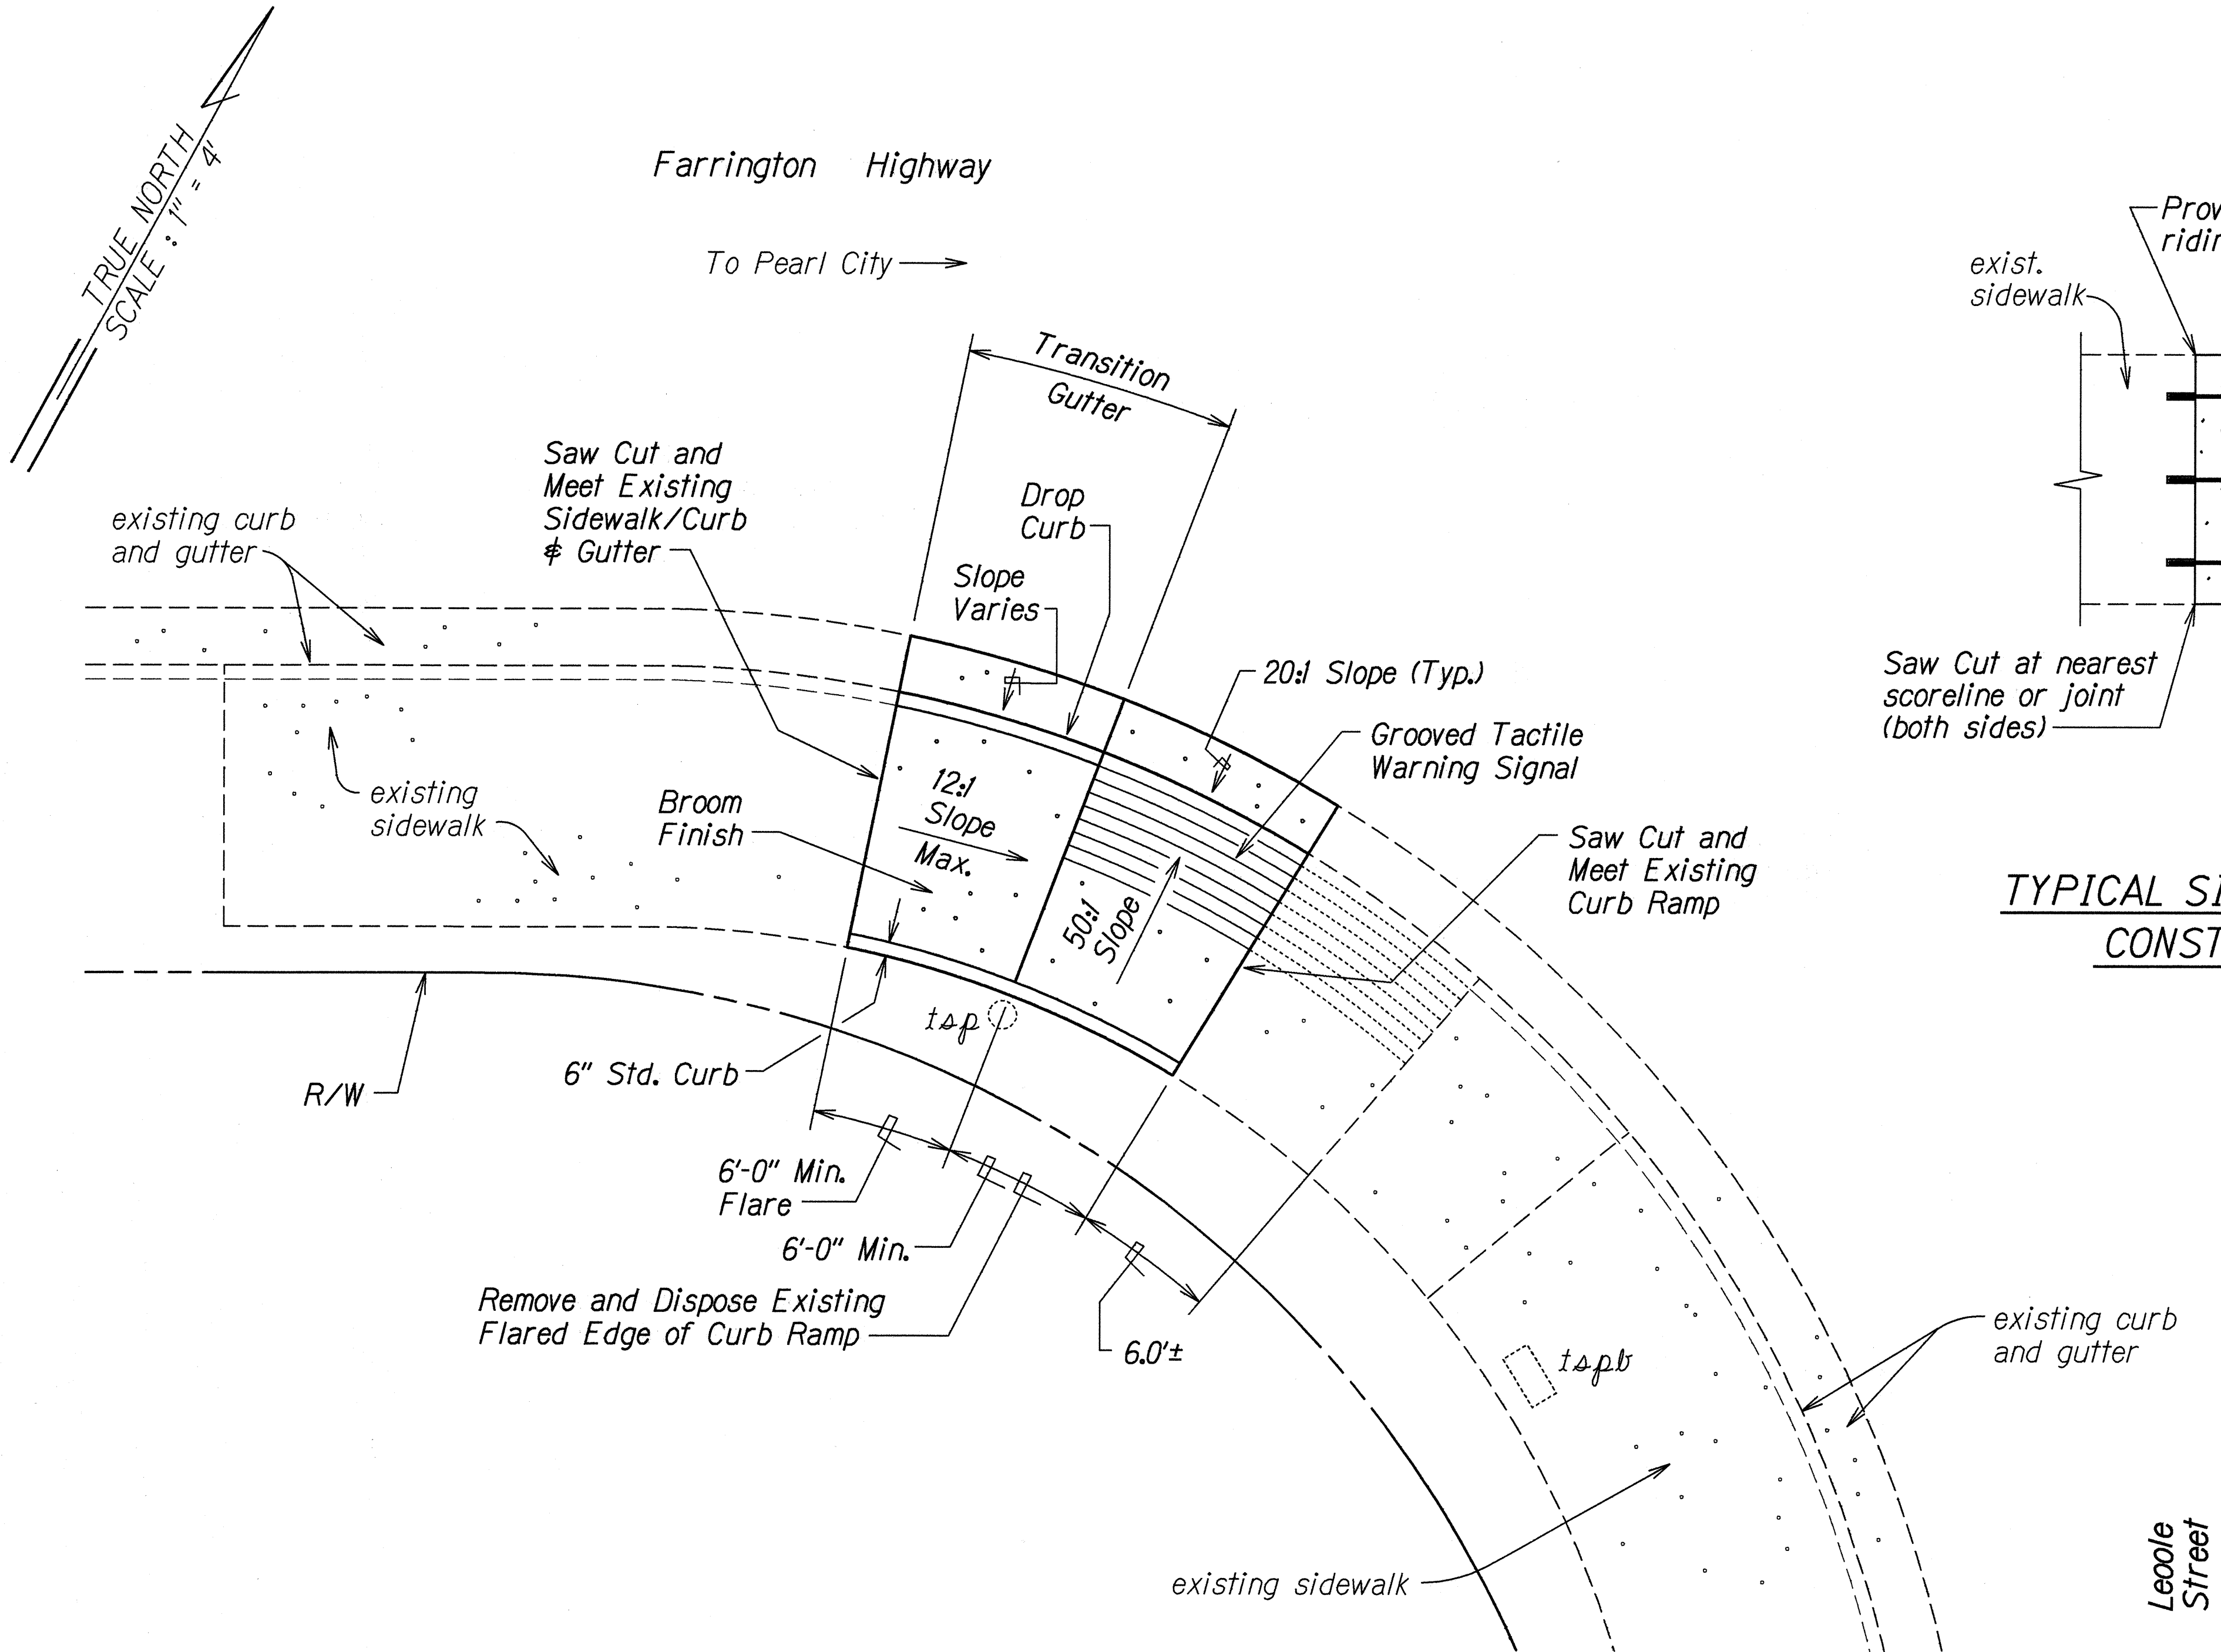 TRUE NORTH
SCALE : 1" = 4'
Farrington Highway
To Pearl City
Transition
Gutter
Saw Cut and
Meet Existing
Sidewalk/Curb
& Gutter
Drop
Curb
Slope
Varies
existing curb
and gutter
20:1 Slope (Typ.)
Grooved Tactile
Warning Signal
existing
sidewalk
Broom
Finish
12:1
Slope
Max.
50:1
Slope
Saw Cut and
Meet Existing
Curb Ramp
tsp
6" Std. Curb
R/W
6'-0" Min.
Flare
6'-0" Min.
Remove and Dispose Existing
Flared Edge of Curb Ramp
6.0'±
tspb
existing curb
and gutter
existing sidewalk
Leoole
Street
exist.
sidewalk
Saw Cut at nearest
scoreline or joint
(both sides)
TYPICAL